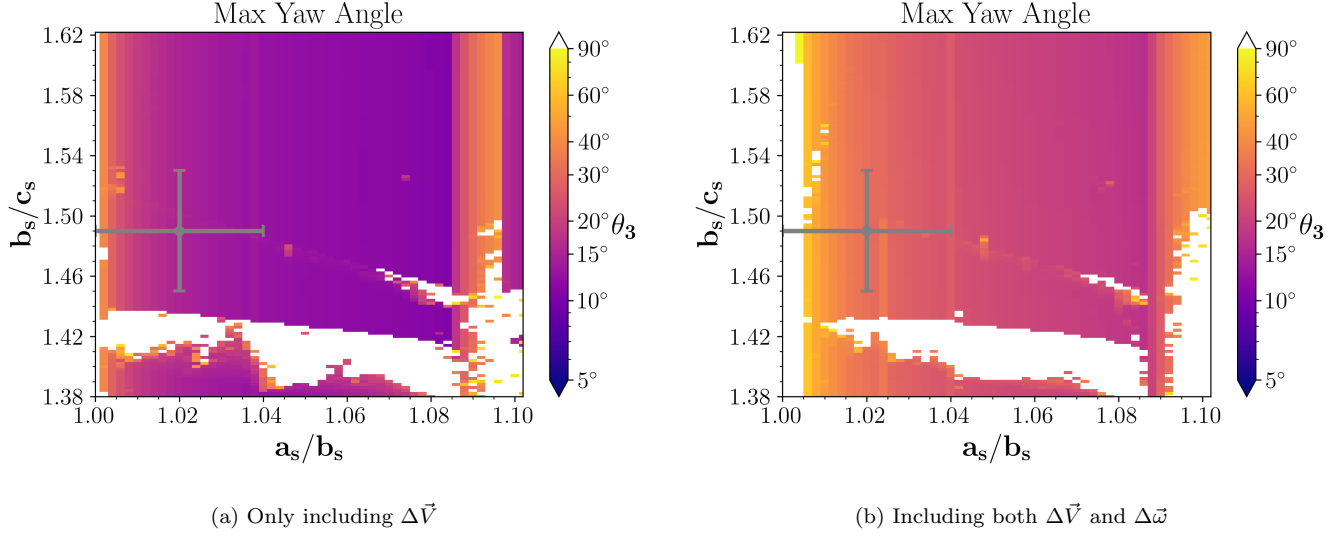 Max Yaw Angle
1.62
1.58
1.54
1.50
1.46
1.42
1.38
b_s/c_s
1.00 1.02 1.04 1.06 1.08 1.10
a_s/b_s
90°
60°
40°
30°
20°
15°
10°
5°
θ_3
(a) Only including ΔV⃗
Max Yaw Angle
1.62
1.58
1.54
1.50
1.46
1.42
1.38
b_s/c_s
1.00 1.02 1.04 1.06 1.08 1.10
a_s/b_s
90°
60°
40°
30°
20°
15°
10°
5°
θ_3
(b) Including both ΔV⃗ and Δω⃗